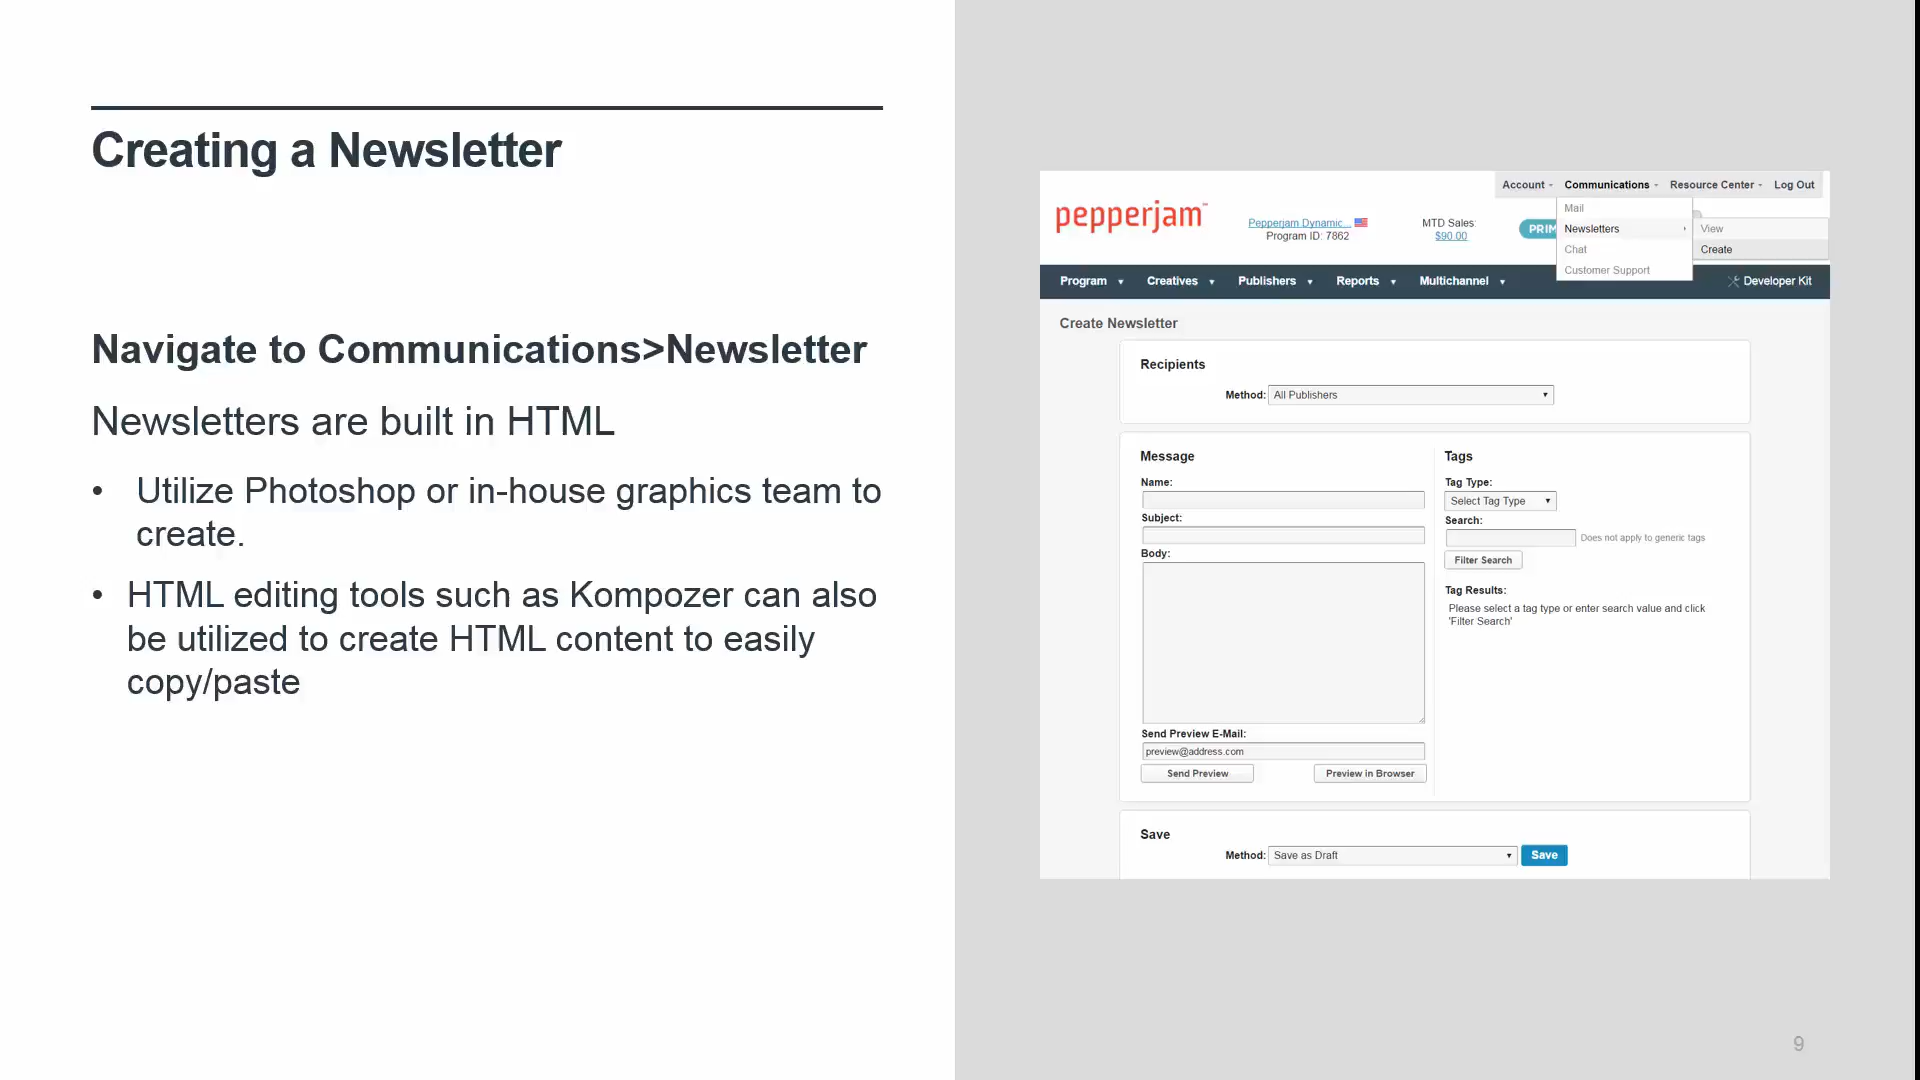 Creating a Newsletter
Navigate to Communications>Newsletter
Newsletters are built in HTML
• Utilize Photoshop or in-house graphics team to
create.
• HTML editing tools such as Kompozer can also
be utilized to create HTML content to easily
copy/paste
Account Communications Resource Center Log Out
pepperjam™
Pepperjam Dynamic...
Program ID: 7862
MTD Sales:
$90.00
PRIM
Mail
Newsletters
Chat
Customer Support
View
Create
Program Creatives Publishers Reports Multichannel Developer Kit
Create Newsletter
Recipients
Method: All Publishers
Message
Name:
Subject:
Body:
Send Preview E-Mail:
preview@address.com
Send Preview Preview in Browser
Tags
Tag Type:
Select Tag Type
Search:
Does not apply to generic tags
Filter Search
Tag Results:
Please select a tag type or enter search value and click
'Filter Search'
Save
Method: Save as Draft Save
9